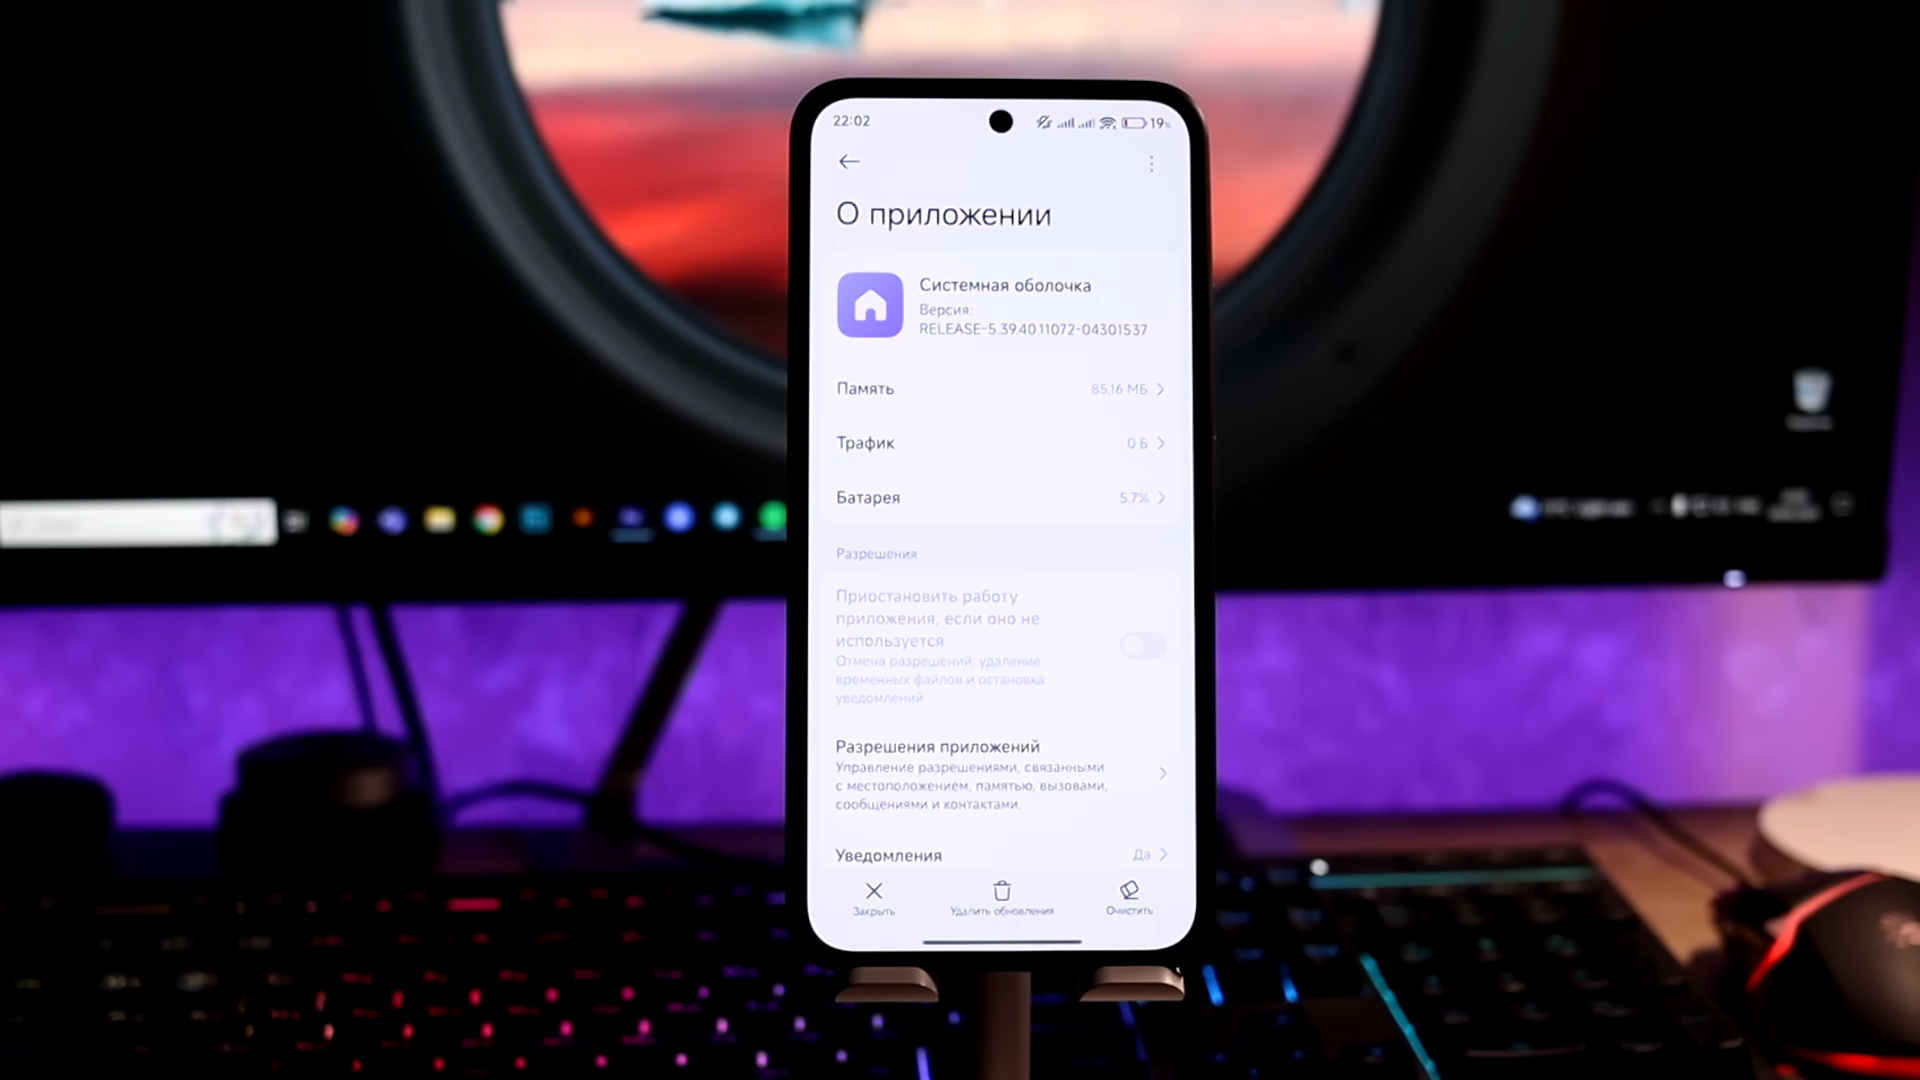 22:02
19%
О приложении
Системная оболочка
Версия:
RELEASE-5.39.40.11072-04301537
Память
85,16 МБ
Трафик
0 Б
Батарея
5.7%
Разрешения
Приостановить работу
приложения, если оно не
используется
Отмена разрешений, удаление
временных файлов и остановка
уведомлений
Разрешения приложений
Управление разрешениями, связанными
с местоположением, памятью, вызовами,
сообщениями и контактами.
Уведомления
Да
Закрыть
Удалить обновления
Очистить